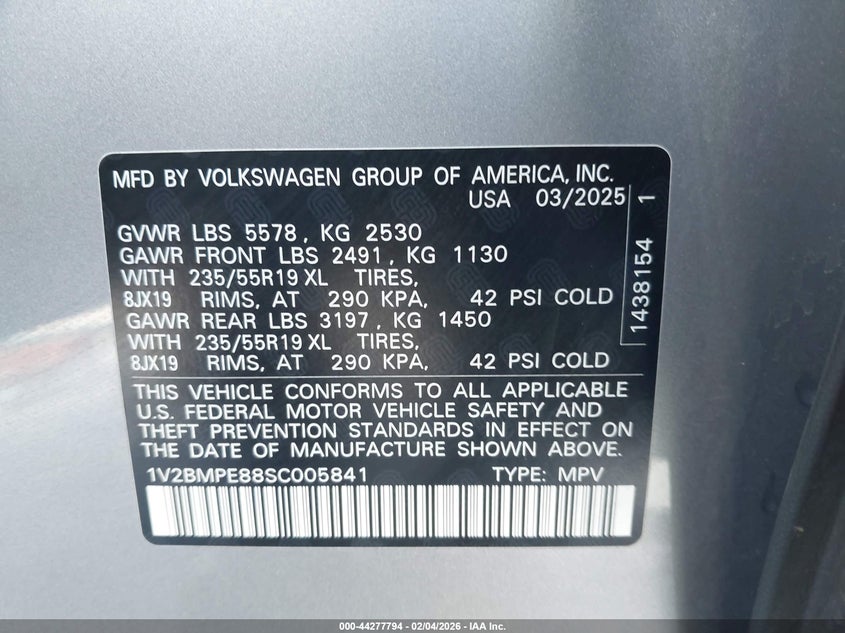 MFD BY VOLKSWAGEN GROUP OF AMERICA, INC.
USA 03/2025
GVWR LBS 5578, KG 2530
GAWR FRONT LBS 2491, KG 1130
WITH 235/55R19 XL TIRES,
8JX19 RIMS, AT 290 KPA, 42 PSI COLD
GAWR REAR LBS 3197, KG 1450
WITH 235/55R19 XL TIRES,
8JX19 RIMS, AT 290 KPA, 42 PSI COLD
1438154 1
THIS VEHICLE CONFORMS TO ALL APPLICABLE
U.S. FEDERAL MOTOR VEHICLE SAFETY AND
THEFT PREVENTION STANDARDS IN EFFECT ON
THE DATE OF MANUFACTURE SHOWN ABOVE.
1V2BMPE88SC005841 TYPE: MPV
000-44277794 - 02/04/2026 - IAA Inc.